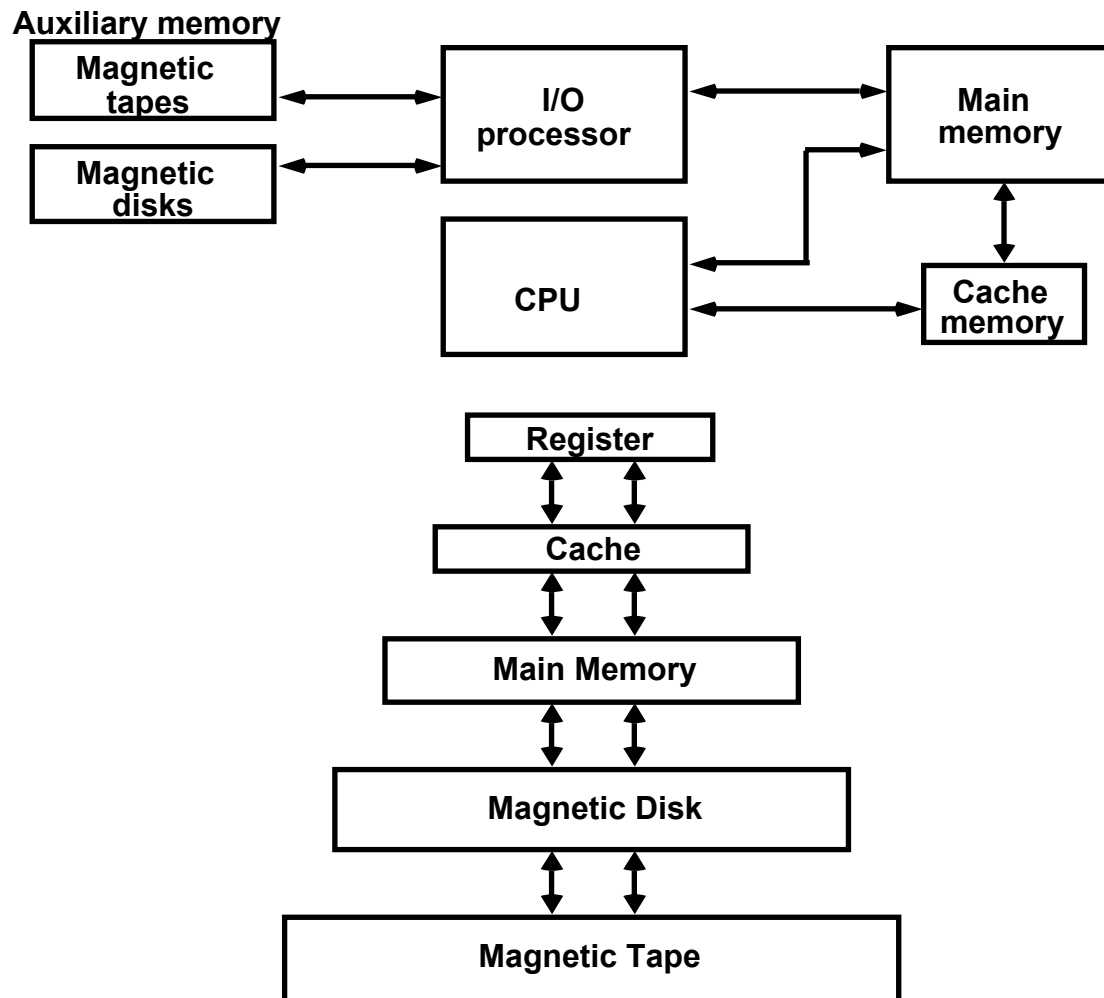 Auxiliary memory
Magnetic
tapes
Magnetic
disks
I/O
processor
CPU
Main
memory
Cache
memory
Register
Cache
Main Memory
Magnetic Disk
Magnetic Tape